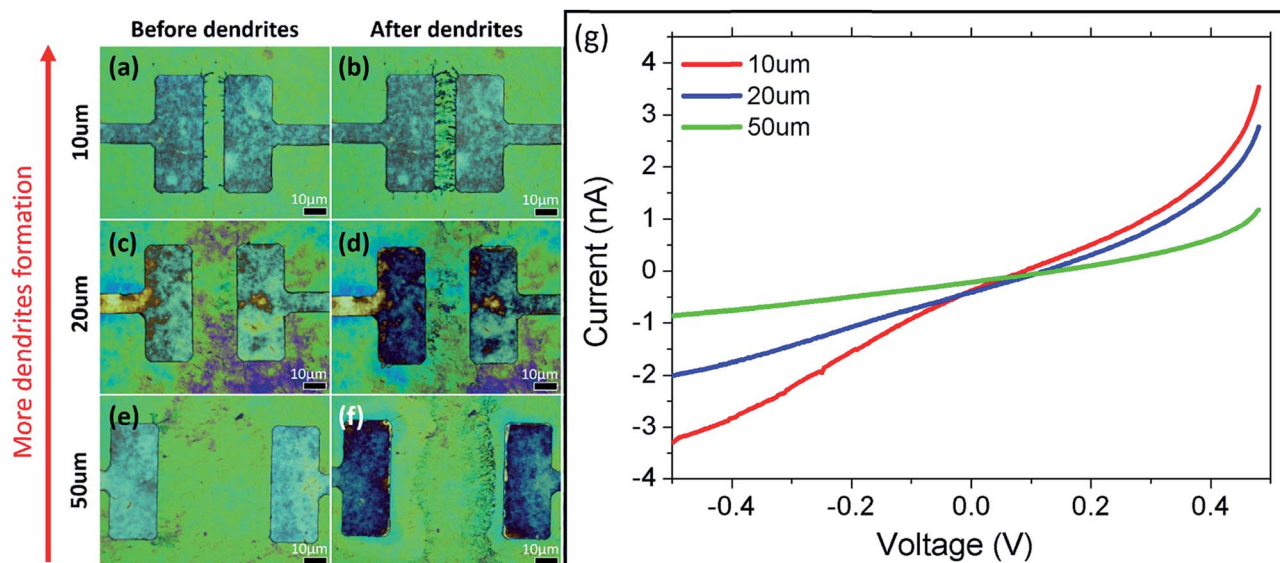 Before dendrites
After dendrites
More dendrites formation
10um
(a)
10μm
(b)
10μm
20um
(c)
10μm
(d)
10μm
50um
(e)
10μm
(f)
10μm
(g)
10um
20um
50um
Current (nA)
4
3
2
1
0
-1
-2
-3
-4
-0.4
-0.2
0.0
0.2
0.4
Voltage (V)